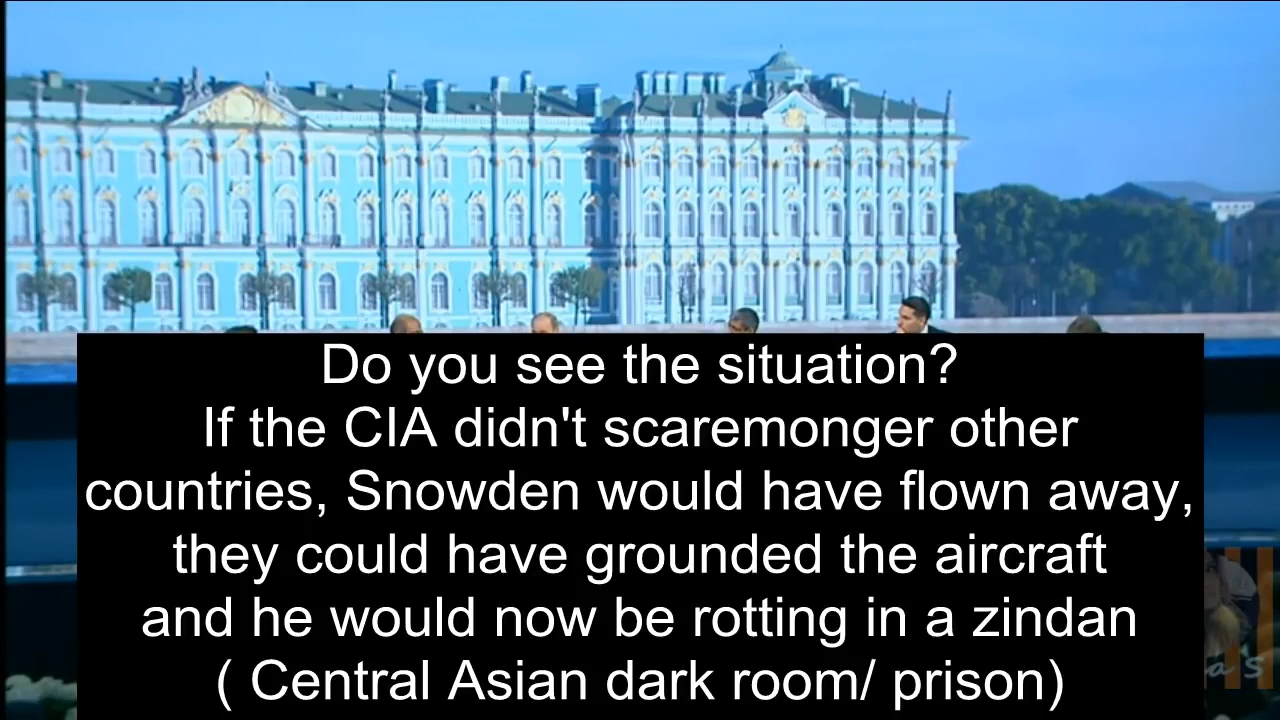 Do you see the situation?
If the CIA didn't scaremonger other
countries, Snowden would have flown away,
they could have grounded the aircraft
and he would now be rotting in a zindan
( Central Asian dark room/ prison)
a's